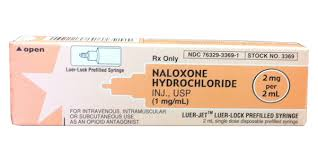 ▲ open
Rx Only
NDC 76329-3369-1
STOCK NO. 3369
Luer-Lock Prefilled Syringe
NALOXONE
HYDROCHLORIDE
INJ., USP
(1 mg/mL)
2 mg
per
2 mL
FOR INTRAVENOUS, INTRAMUSCULAR
OR SUBCUTANEOUS USE
AS AN OPIOID ANTAGONIST
LUER-JET™ LUER-LOCK PREFILLED SYRINGE
2 mL single dose disposable prefilled syringe